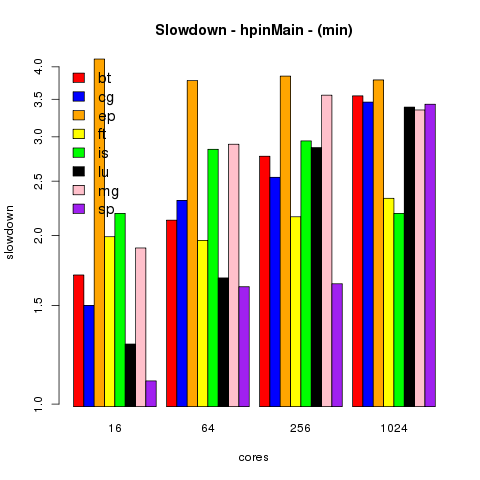 Slowdown - hpinMain - (min)
slowdown
4.0
3.5
3.0
2.5
2.0
1.5
1.0
bt
cg
ep
ft
is
lu
mg
sp
16
64
256
1024
cores